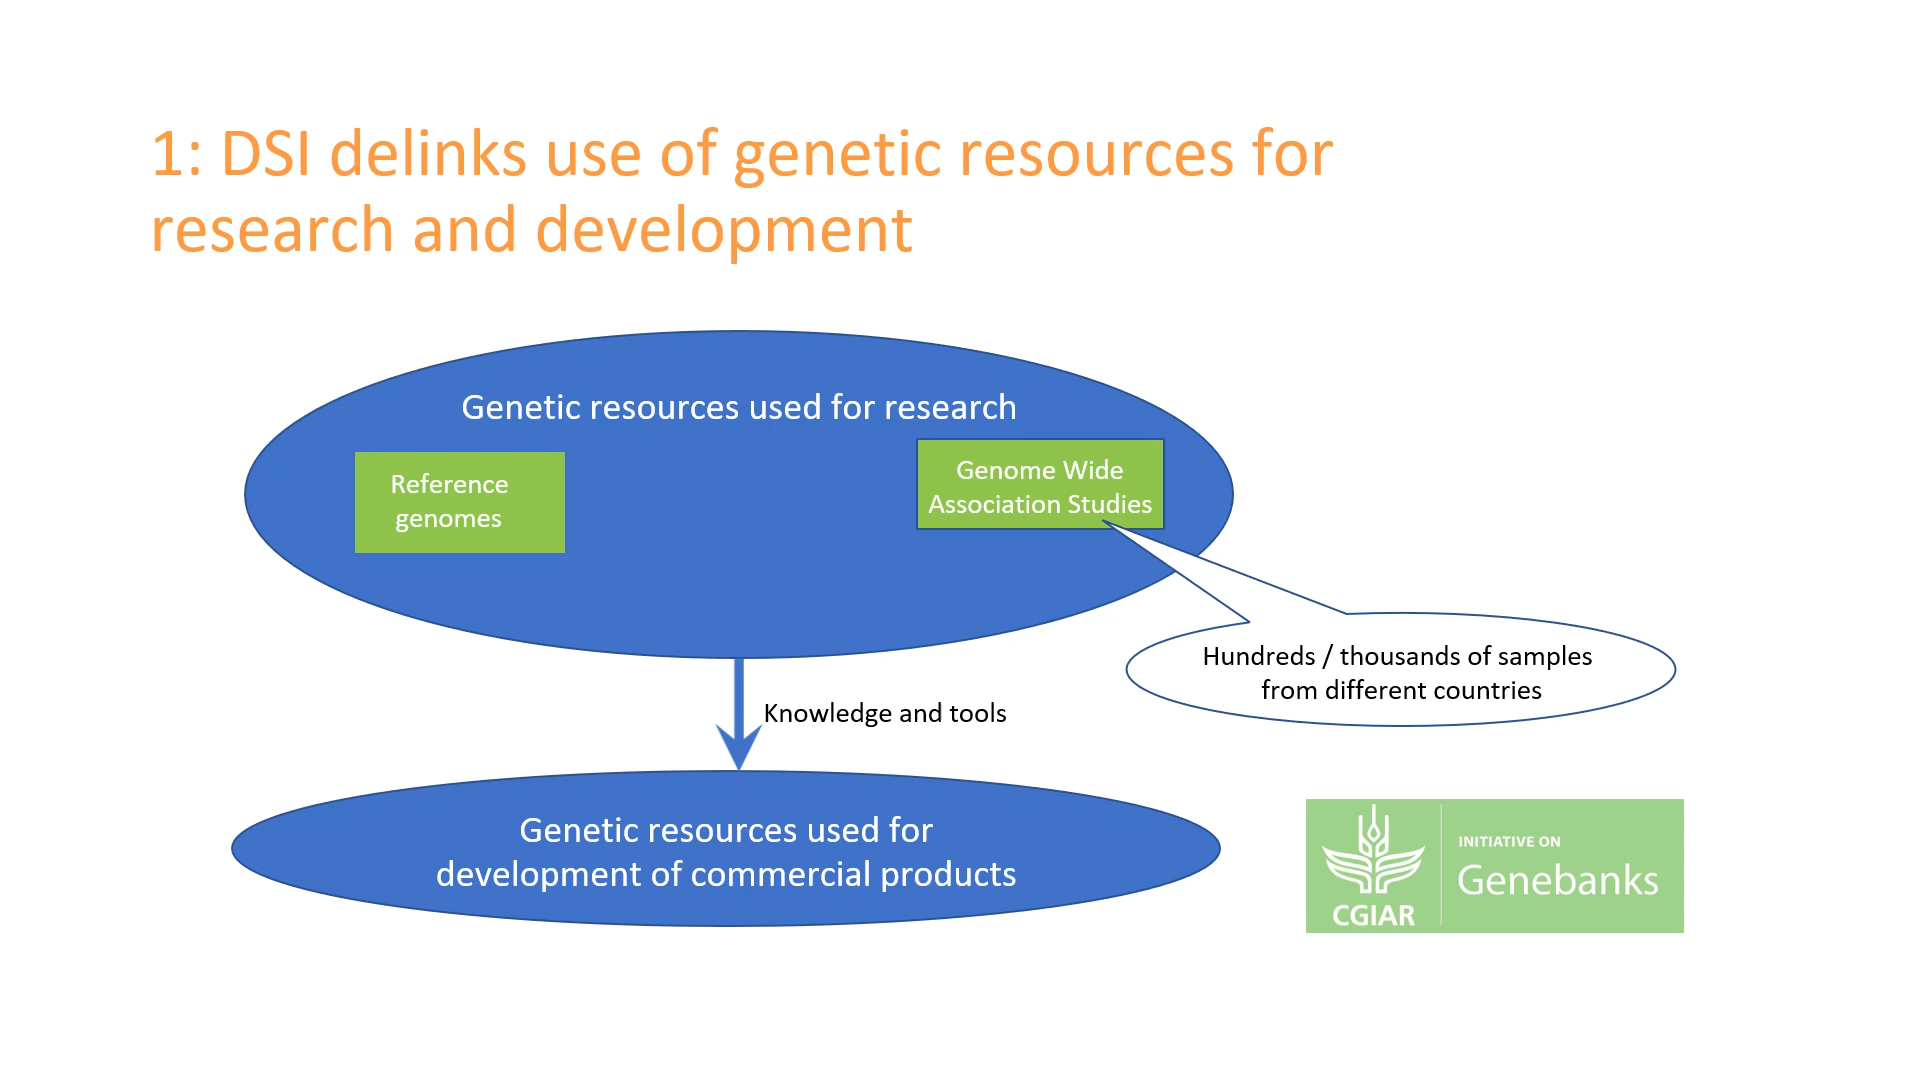 1: DSI delinks use of genetic resources for
research and development
Genetic resources used for research
Reference
genomes
Genome Wide
Association Studies
Hundreds / thousands of samples
from different countries
Knowledge and tools
Genetic resources used for
development of commercial products
INITIATIVE ON
Genebanks
CGIAR